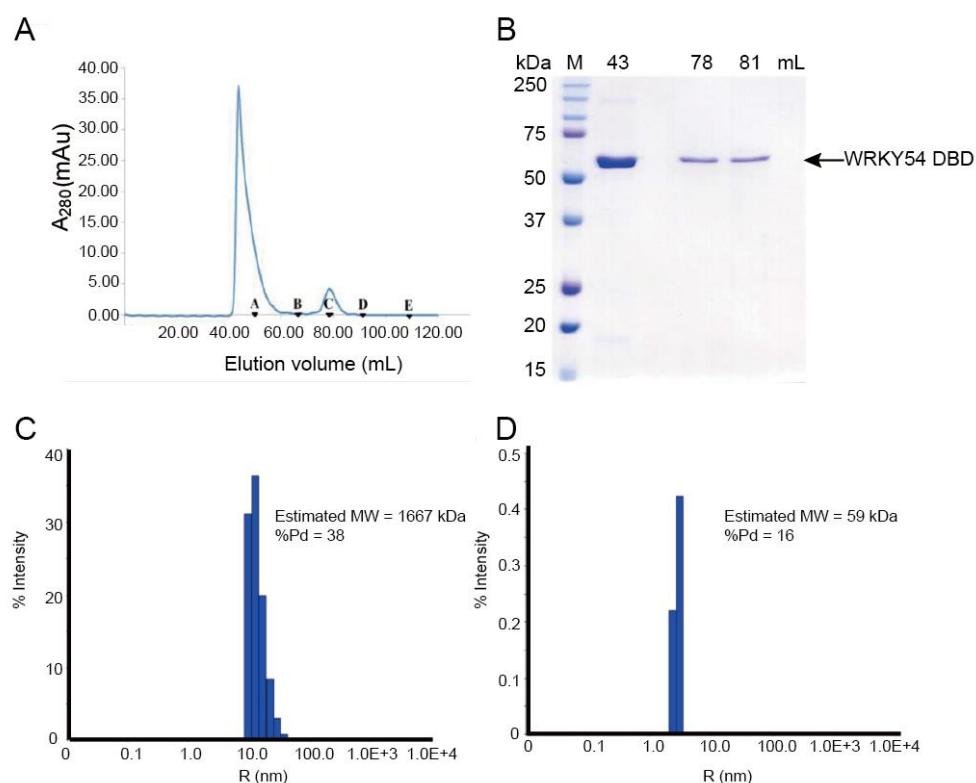 A
40.00
35.00
30.00
25.00
20.00
15.00
10.00
5.00
0.00
A280(mAu)
A B C D E
20.00 40.00 60.00 80.00 100.00 120.00
Elution volume (mL)
B
kDa M 43 78 81 mL
250
75
50
37
25
20
15
WRKY54 DBD
C
40
30
20
10
0
% Intensity
Estimated MW = 1667 kDa
%Pd = 38
0 0.1 1.0 10.0 100.0 1.0E+3 1.0E+4
R (nm)
D
0.5
0.4
0.3
0.2
0.1
0
% Intensity
Estimated MW = 59 kDa
%Pd = 16
0 0.1 1.0 10.0 100.0 1.0E+3 1.0E+4
R (nm)